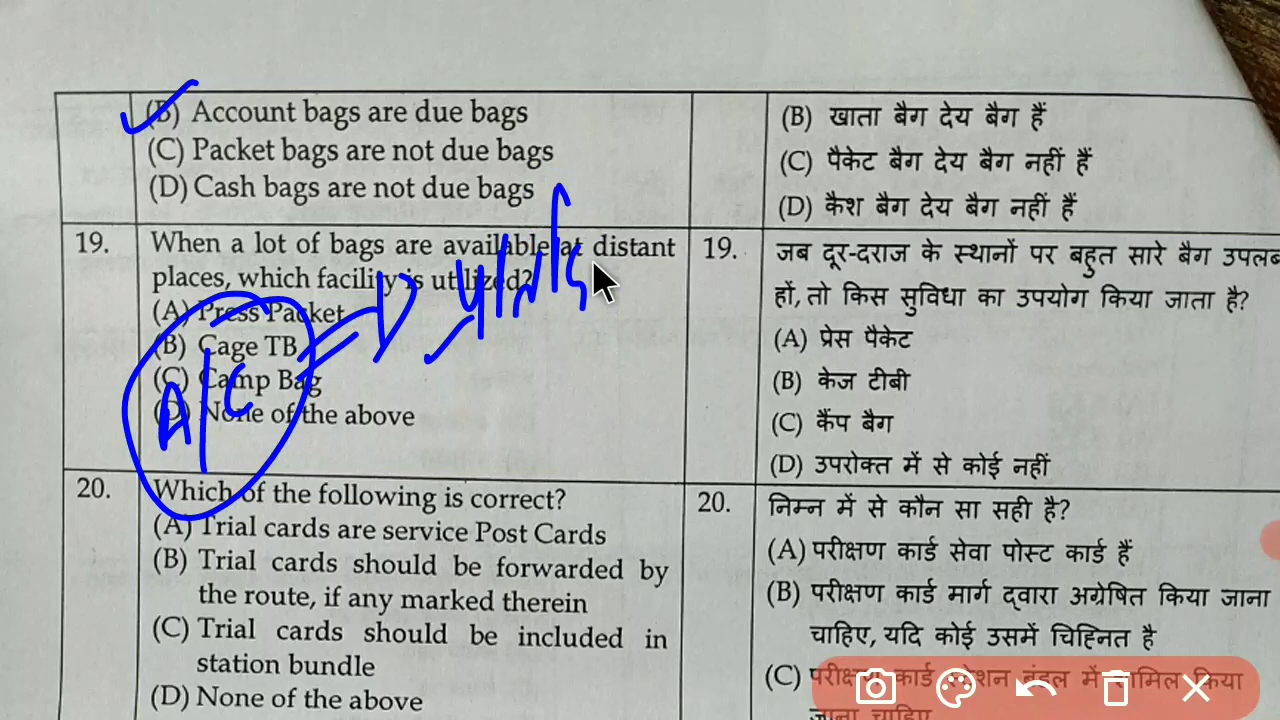 (B) Account bags are due bags
(C) Packet bags are not due bags
(D) Cash bags are not due bags
19. When a lot of bags are available at distant
places, which facility is utilized?
(A) Press Packet
(B) Cage TB
(C) Camp Bag
(D) None of the above
A/C
20. Which of the following is correct?
(A) Trial cards are service Post Cards
(B) Trial cards should be forwarded by
the route, if any marked therein
(C) Trial cards should be included in
station bundle
(D) None of the above
(B) खाता बैग देय बैग हैं
(C) पैकेट बैग देय बैग नहीं हैं
(D) कैश बैग देय बैग नहीं हैं
19. जब दूर-दराज के स्थानों पर बहुत सारे बैग उपलब
हों, तो किस सुविधा का उपयोग किया जाता है?
(A) प्रेस पैकेट
(B) केज टीबी
(C) कैंप बैग
(D) उपरोक्त में से कोई नहीं
20. निम्न में से कौन सा सही है?
(A) परीक्षण कार्ड सेवा पोस्ट कार्ड हैं
(B) परीक्षण कार्ड मार्ग द्वारा अग्रेषित किया जाना
चाहिए, यदि कोई उसमें चिह्नित है
(C) परीक्षण कार्ड स्टेशन बंडल में शामिल किया
जाना चाहिए